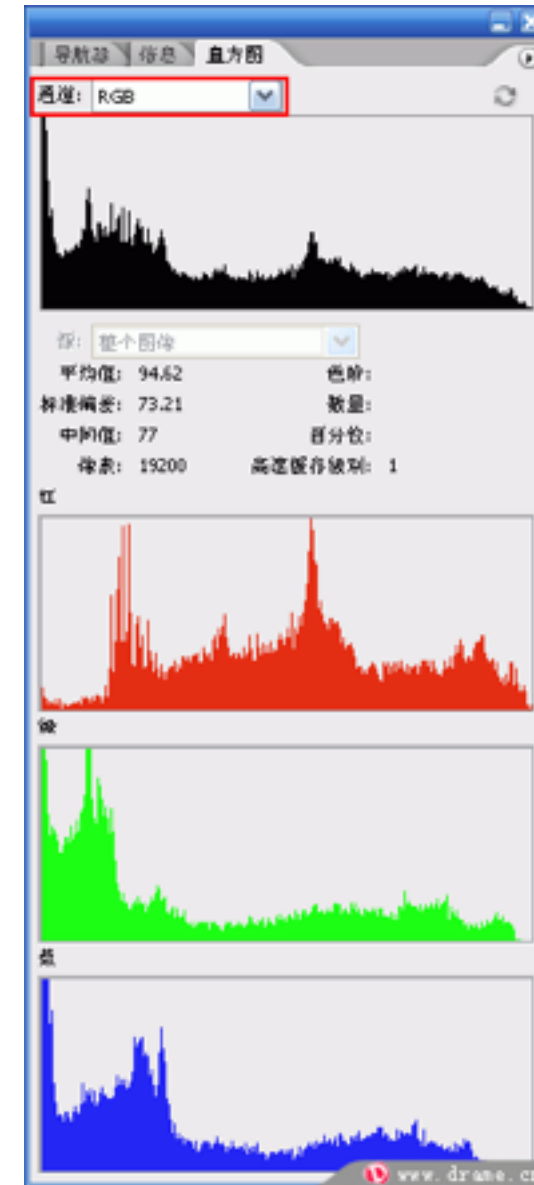 导航器 信息 直方图
通道: RGB
源: 整个图像
平均值: 94.62 色阶:
标准偏差: 73.21 数量:
中间值: 77 百分位:
像素: 19200 高速缓存级别: 1
红
绿
蓝
www.drame.cn